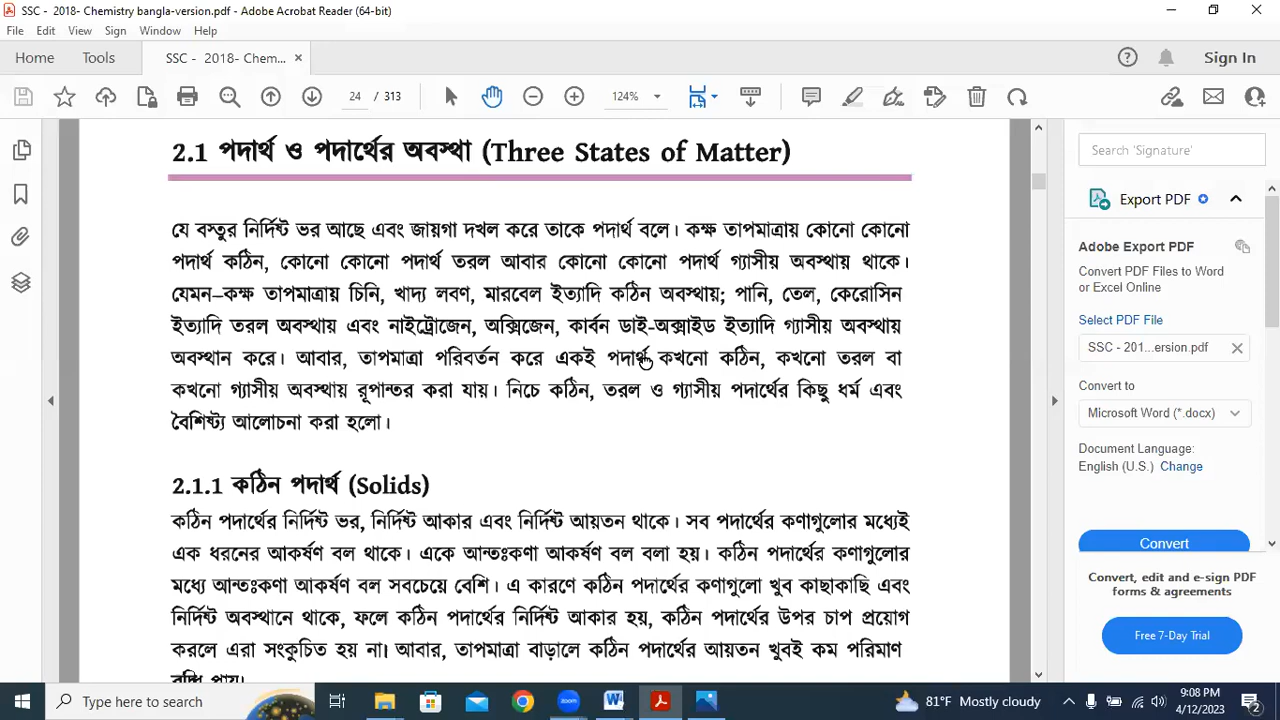 SSC - 2018- Chemistry bangla-version.pdf - Adobe Acrobat Reader (64-bit)
File Edit View Sign Window Help
Home Tools SSC - 2018- Chem... Sign In
24 / 313 124%
2.1 পদার্থ ও পদার্থের অবস্থা (Three States of Matter)
যে বস্তুর নির্দিষ্ট ভর আছে এবং জায়গা দখল করে তাকে পদার্থ বলে। কক্ষ তাপমাত্রায় কোনো কোনো
পদার্থ কঠিন, কোনো কোনো পদার্থ তরল আবার কোনো কোনো পদার্থ গ্যাসীয় অবস্থায় থাকে।
যেমন–কক্ষ তাপমাত্রায় চিনি, খাদ্য লবণ, মারবেল ইত্যাদি কঠিন অবস্থায়; পানি, তেল, কেরোসিন
ইত্যাদি তরল অবস্থায় এবং নাইট্রোজেন, অক্সিজেন, কার্বন ডাই-অক্সাইড ইত্যাদি গ্যাসীয় অবস্থায়
অবস্থান করে। আবার, তাপমাত্রা পরিবর্তন করে একই পদার্থ কখনো কঠিন, কখনো তরল বা
কখনো গ্যাসীয় অবস্থায় রূপান্তর করা যায়। নিচে কঠিন, তরল ও গ্যাসীয় পদার্থের কিছু ধর্ম এবং
বৈশিষ্ট্য আলোচনা করা হলো।
2.1.1 কঠিন পদার্থ (Solids)
কঠিন পদার্থের নির্দিষ্ট ভর, নির্দিষ্ট আকার এবং নির্দিষ্ট আয়তন থাকে। সব পদার্থের কণাগুলোর মধ্যেই
এক ধরনের আকর্ষণ বল থাকে। একে আন্তঃকণা আকর্ষণ বল বলা হয়। কঠিন পদার্থের কণাগুলোর
মধ্যে আন্তঃকণা আকর্ষণ বল সবচেয়ে বেশি। এ কারণে কঠিন পদার্থের কণাগুলো খুব কাছাকাছি এবং
নির্দিষ্ট অবস্থানে থাকে, ফলে কঠিন পদার্থের নির্দিষ্ট আকার হয়, কঠিন পদার্থের উপর চাপ প্রয়োগ
করলে এরা সংকুচিত হয় না। আবার, তাপমাত্রা বাড়ালে কঠিন পদার্থের আয়তন খুবই কম পরিমাণ
বৃদ্ধি পায়।
Search 'Signature'
Export PDF
Adobe Export PDF
Convert PDF Files to Word
or Excel Online
Select PDF File
SSC - 201...ersion.pdf
Convert to
Microsoft Word (*.docx)
Document Language:
English (U.S.) Change
Convert
Convert, edit and e-sign PDF
forms & agreements
Free 7-Day Trial
Type here to search
81°F Mostly cloudy
9:08 PM
4/12/2023
2